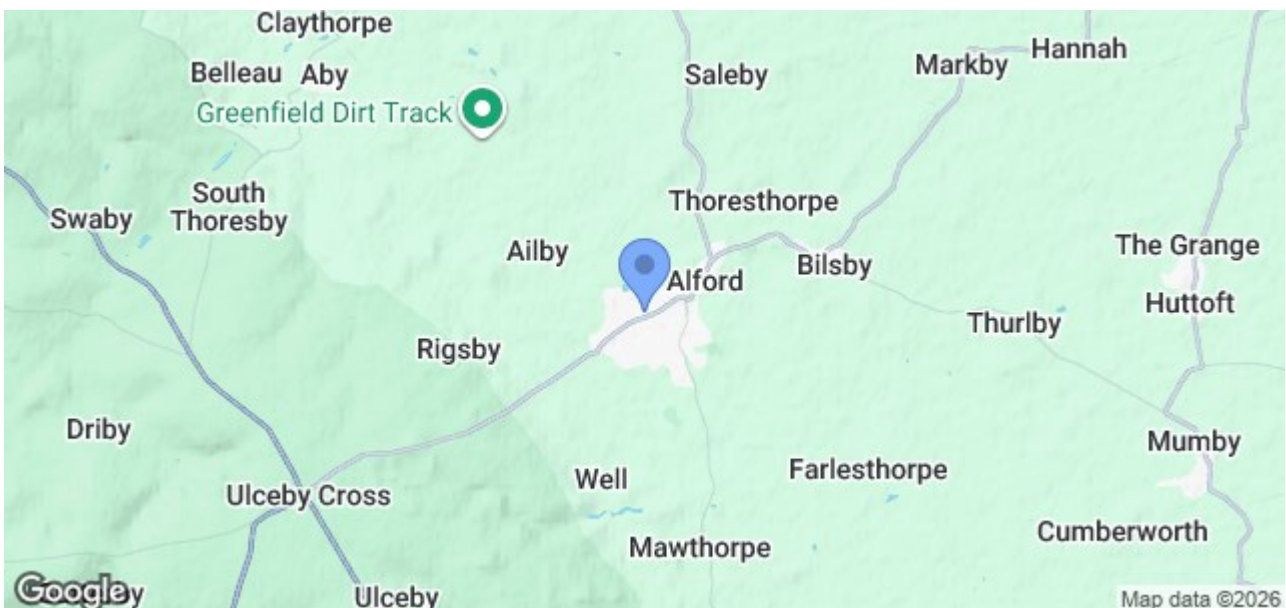 Claythorpe
Hannah
Belleau
Aby
Saleby
Markby
Greenfield Dirt Track
South
Thoresby
Thoresthorpe
Swaby
Ailby
The Grange
Bilsby
Alford
Huttoft
Thurlby
Rigsby
Driby
Mumby
Well
Farlesthorpe
Ulceby Cross
Cumberworth
Mawthorpe
Google
Ulceby
Map data ©2026